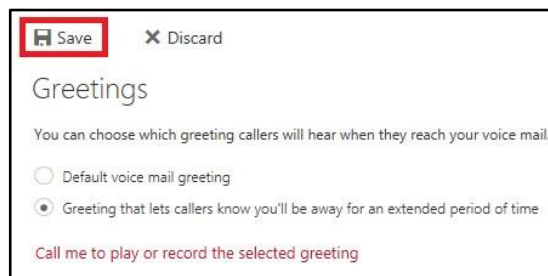 Save Discard
Greetings
You can choose which greeting callers will hear when they reach your voice mail.
Default voice mail greeting
Greeting that lets callers know you'll be away for an extended period of time
Call me to play or record the selected greeting